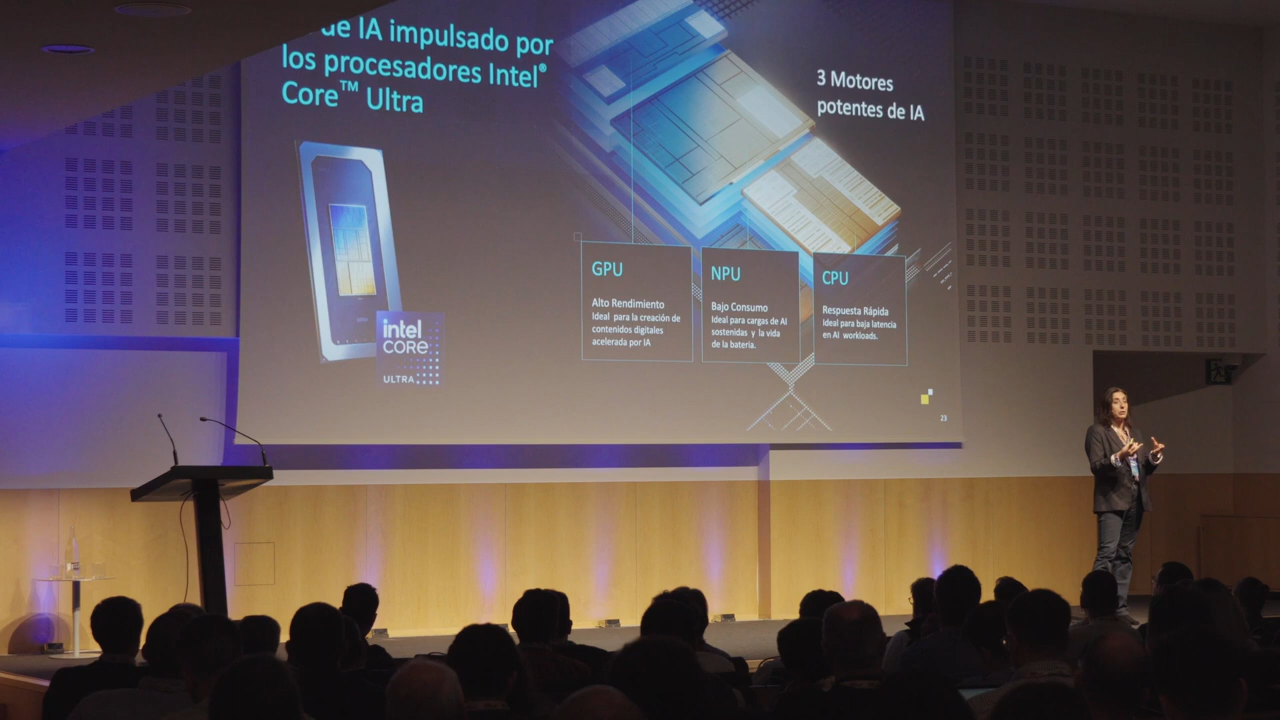 de IA impulsado por
los procesadores Intel®
Core™ Ultra
3 Motores
potentes de IA
GPU
Alto Rendimiento
Ideal para la creación de
contenidos digitales
acelerada por IA
NPU
Bajo Consumo
Ideal para cargas de AI
sostenidas y la vida
de la batería.
CPU
Respuesta Rápida
Ideal para baja latencia
en AI workloads.
intel
CORE
ULTRA
23